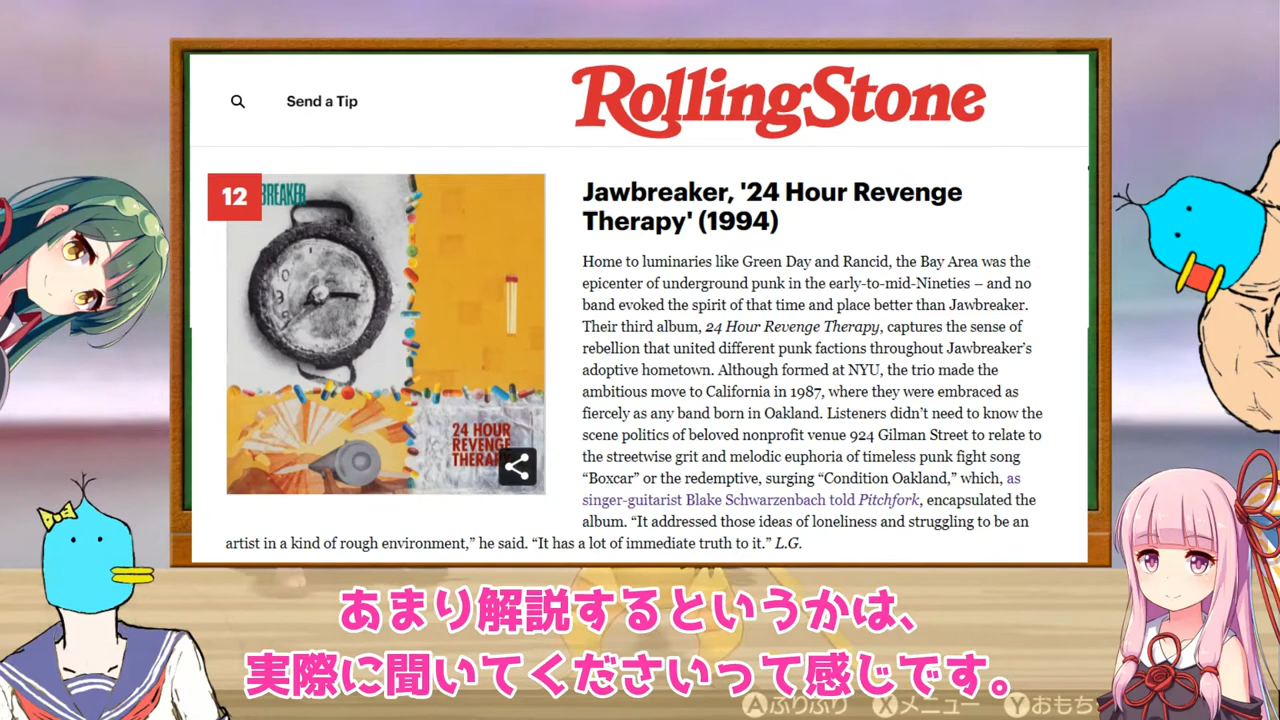 Send a Tip
RollingStone
12
BREAKER
24 HOUR
REVENGE
THERAPY
Jawbreaker, '24 Hour Revenge
Therapy' (1994)
Home to luminaries like Green Day and Rancid, the Bay Area was the
epicenter of underground punk in the early-to-mid-Nineties – and no
band evoked the spirit of that time and place better than Jawbreaker.
Their third album, 24 Hour Revenge Therapy, captures the sense of
rebellion that united different punk factions throughout Jawbreaker's
adoptive hometown. Although formed at NYU, the trio made the
ambitious move to California in 1987, where they were embraced as
fiercely as any band born in Oakland. Listeners didn't need to know the
scene politics of beloved nonprofit venue 924 Gilman Street to relate to
the streetwise grit and melodic euphoria of timeless punk fight song
“Boxcar” or the redemptive, surging “Condition Oakland,” which, as
singer-guitarist Blake Schwarzenbach told Pitchfork, encapsulated the
album. “It addressed those ideas of loneliness and struggling to be an
artist in a kind of rough environment,” he said. “It has a lot of immediate truth to it.” L.G.
あまり解説するというかは、
実際に聞いてくださいって感じです。
Aふりふり Xメニュー Yおもち